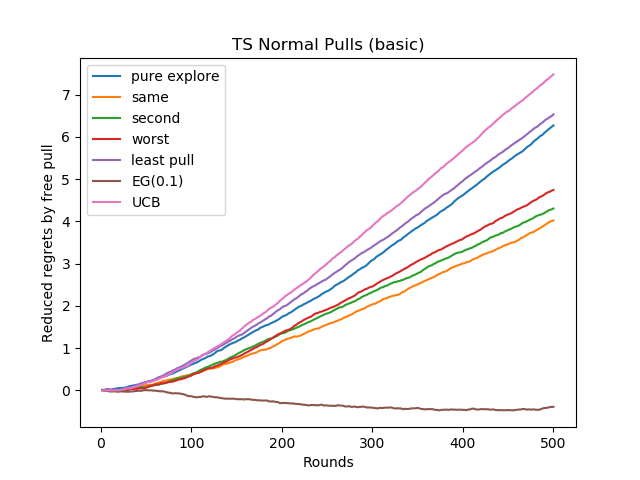 TS Normal Pulls (basic)
Reduced regrets by free pull
7
6
5
4
3
2
1
0
pure explore
same
second
worst
least pull
EG(0.1)
UCB
0 100 200 300 400 500
Rounds